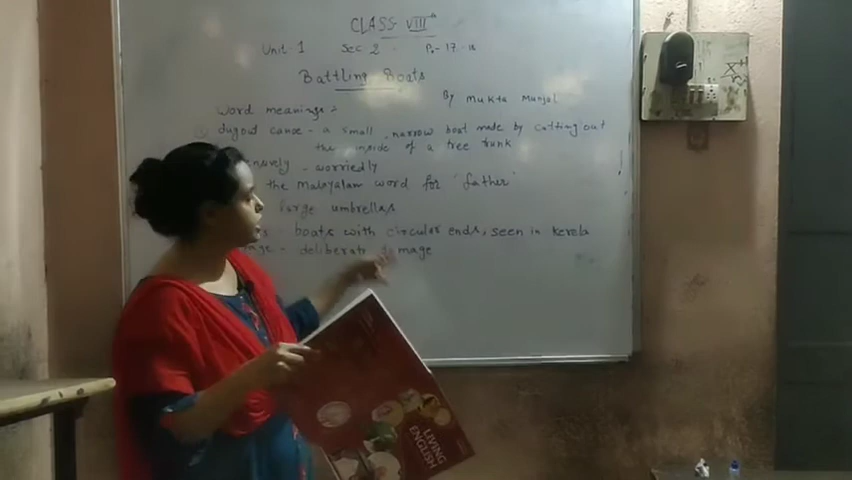 CLASS VIII
Unit 1 Sec 2 P- 17-18
Battling Boats
By Mukta Munjal
Word meanings:
dugout canoe - a small, narrow boat made by cutting out
the inside of a tree trunk
worriedly
the Malayalam word for 'father'
large umbrellas
boats with circular ends, seen in Kerela
- deliberate damage
LIVING
ENGLISH